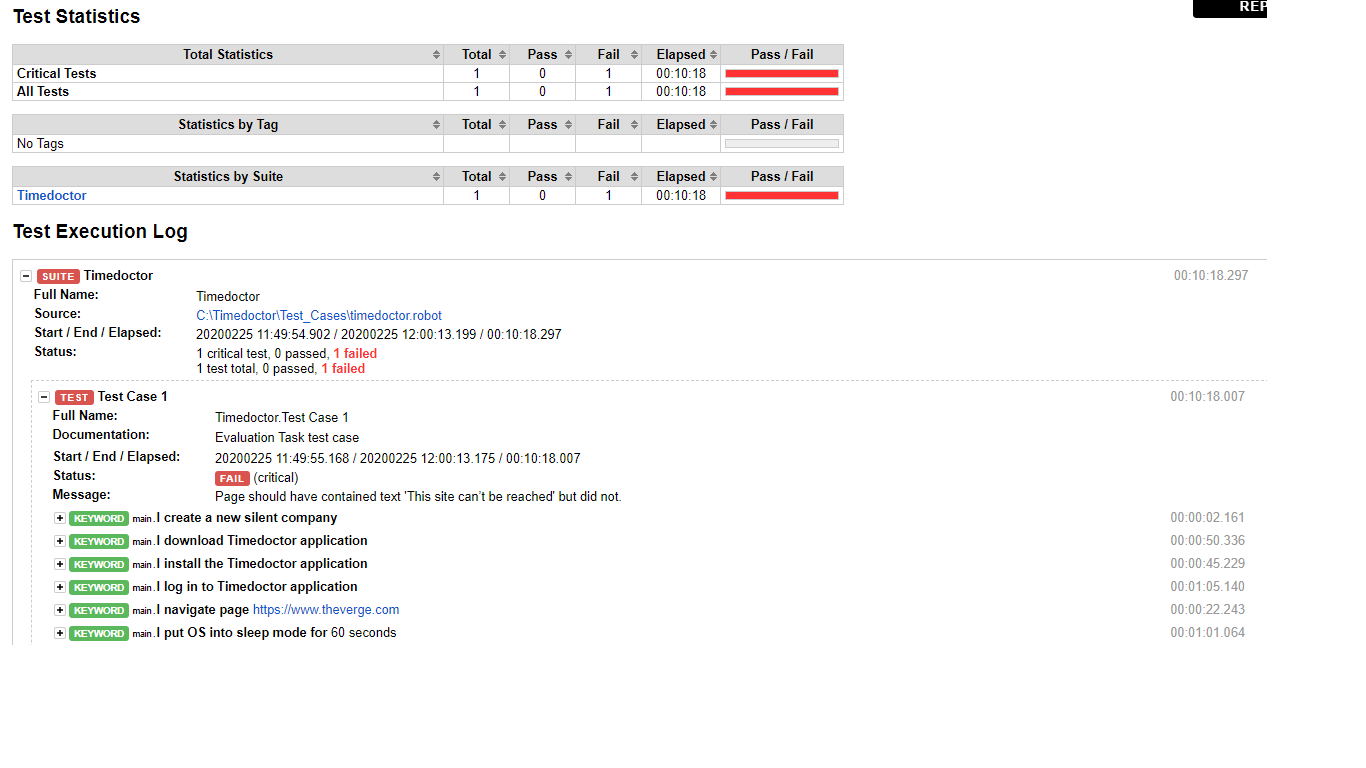 REP
Test Statistics
Total Statistics Total Pass Fail Elapsed Pass / Fail
Critical Tests 1 0 1 00:10:18
All Tests 1 0 1 00:10:18
Statistics by Tag Total Pass Fail Elapsed Pass / Fail
No Tags
Statistics by Suite Total Pass Fail Elapsed Pass / Fail
Timedoctor 1 0 1 00:10:18
Test Execution Log
SUITE Timedoctor 00:10:18.297
Full Name: Timedoctor
Source: C:\Timedoctor\Test_Cases\timedoctor.robot
Start / End / Elapsed: 20200225 11:49:54.902 / 20200225 12:00:13.199 / 00:10:18.297
Status: 1 critical test, 0 passed, 1 failed
1 test total, 0 passed, 1 failed
TEST Test Case 1 00:10:18.007
Full Name: Timedoctor.Test Case 1
Documentation: Evaluation Task test case
Start / End / Elapsed: 20200225 11:49:55.168 / 20200225 12:00:13.175 / 00:10:18.007
Status: FAIL (critical)
Message: Page should have contained text 'This site can’t be reached' but did not.
KEYWORD main.I create a new silent company 00:00:02.161
KEYWORD main.I download Timedoctor application 00:00:50.336
KEYWORD main.I install the Timedoctor application 00:00:45.229
KEYWORD main.I log in to Timedoctor application 00:01:05.140
KEYWORD main.I navigate page https://www.theverge.com 00:00:22.243
KEYWORD main.I put OS into sleep mode for 60 seconds 00:01:01.064